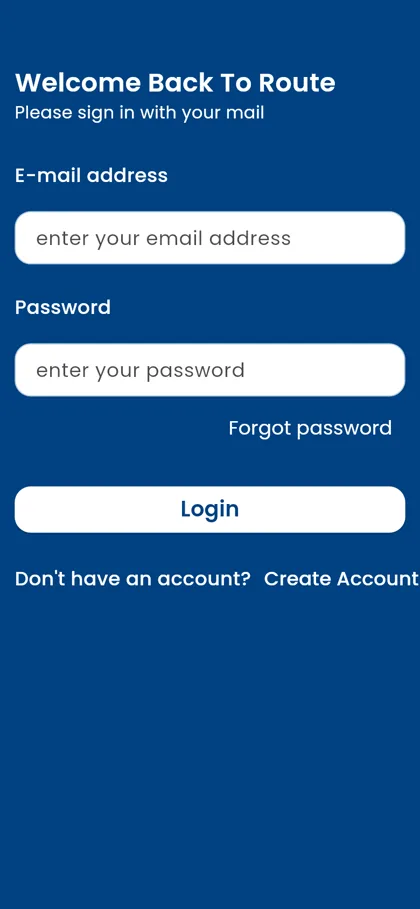 Welcome Back To Route
Please sign in with your mail
E-mail address
enter your email address
Password
enter your password
Forgot password
Login
Don't have an account? Create Account